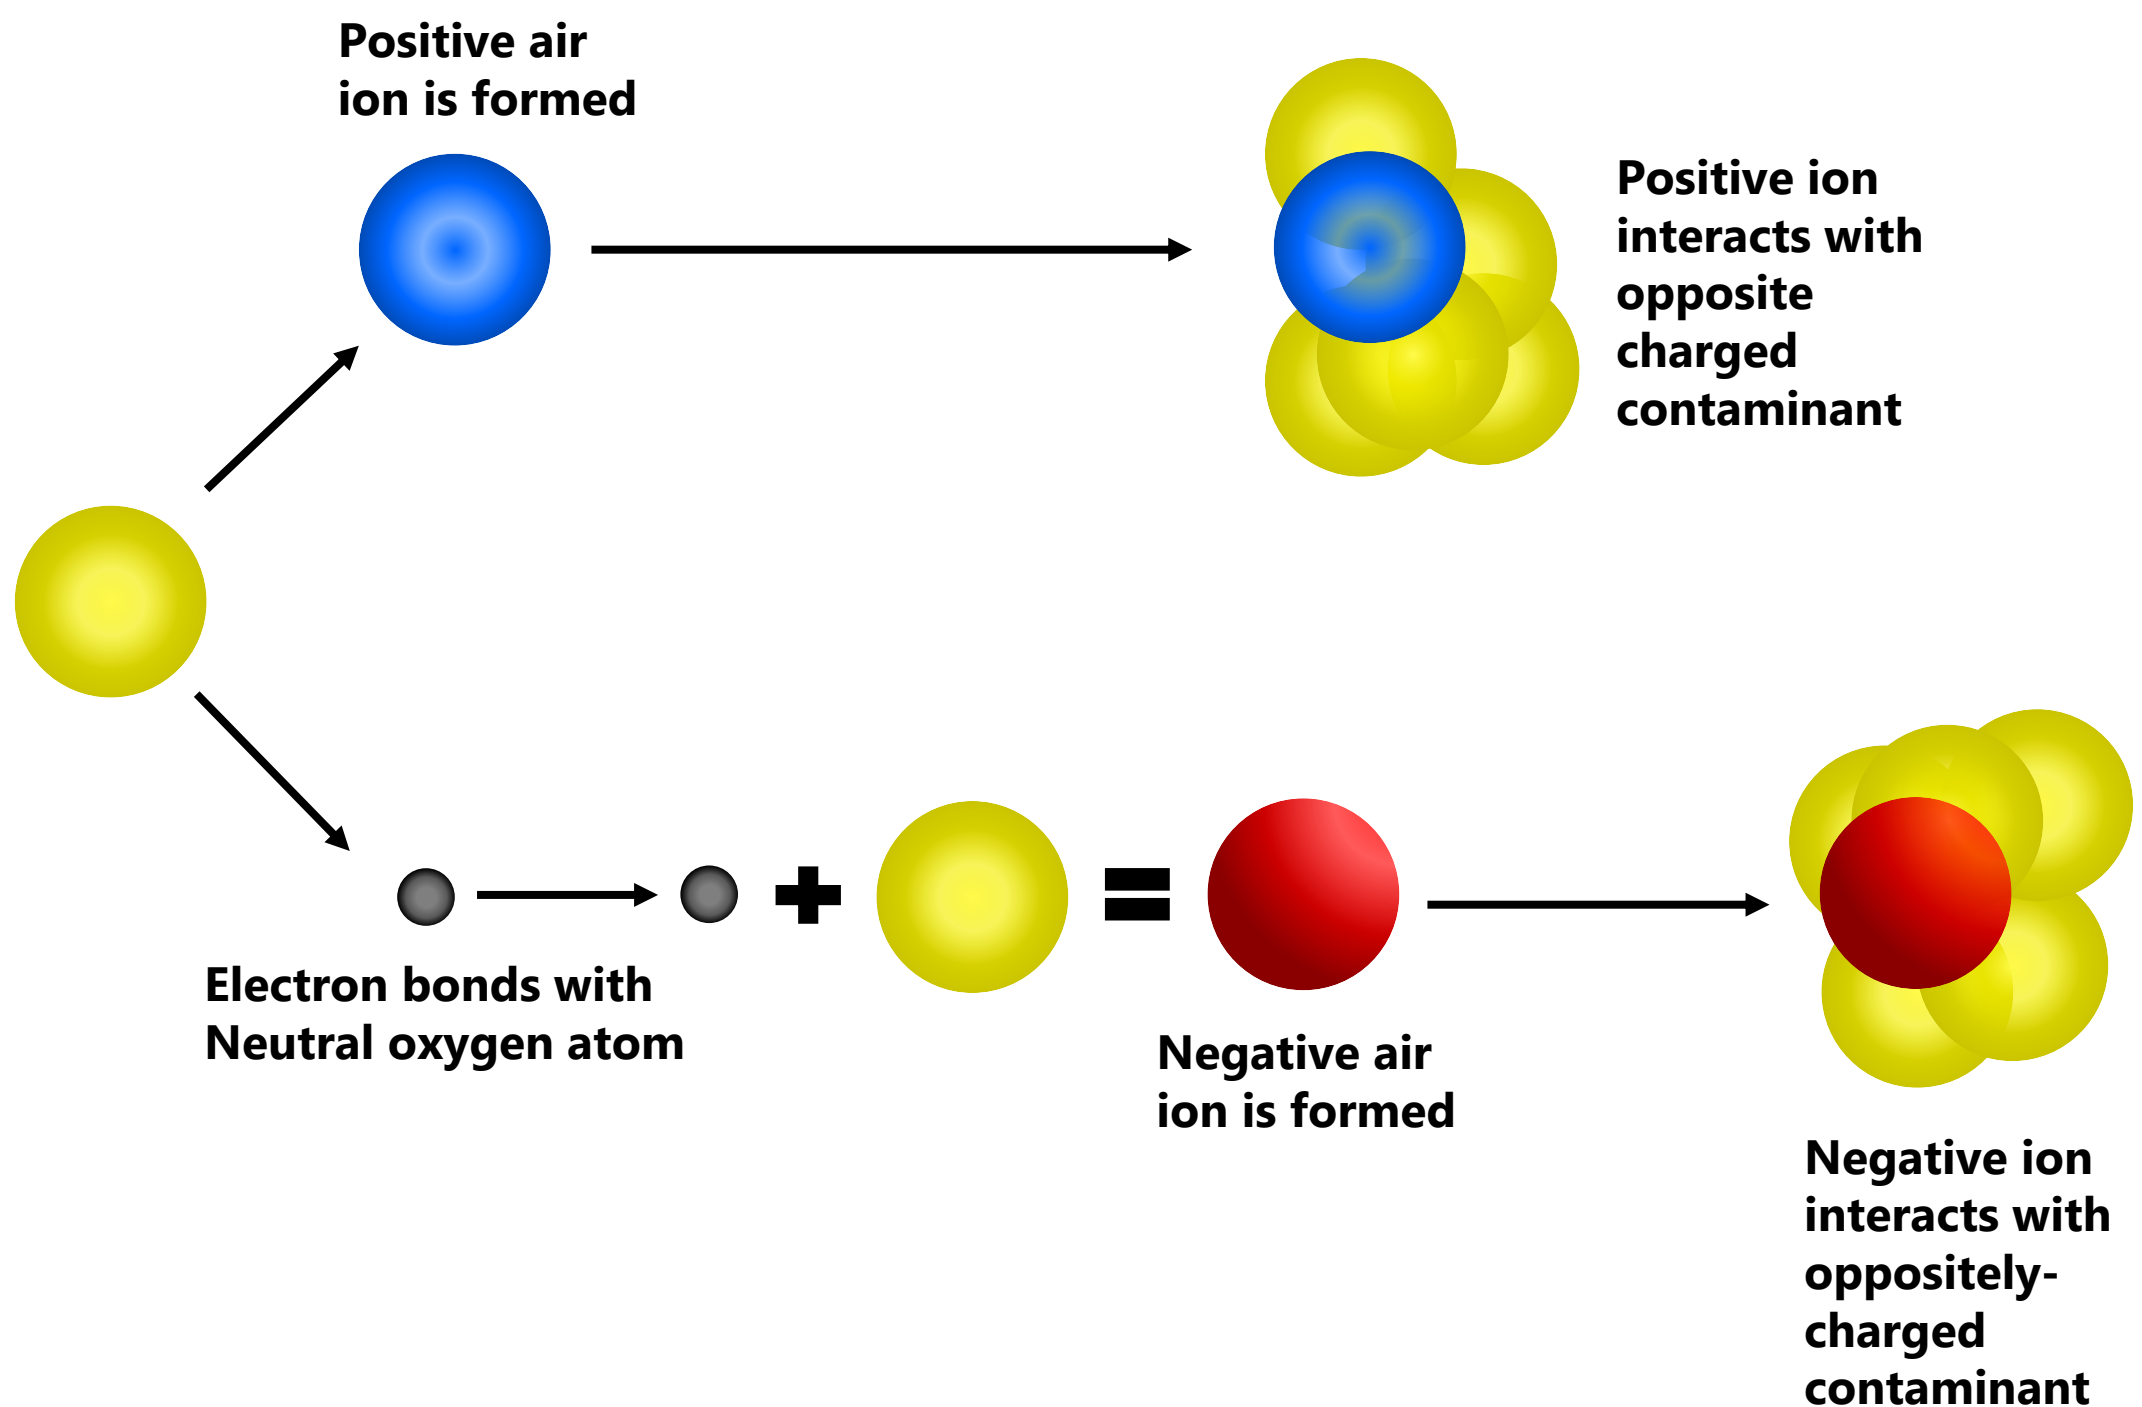 Positive air
ion is formed
Positive ion
interacts with
opposite
charged
contaminant
Electron bonds with
Neutral oxygen atom
Negative air
ion is formed
Negative ion
interacts with
oppositely-
charged
contaminant